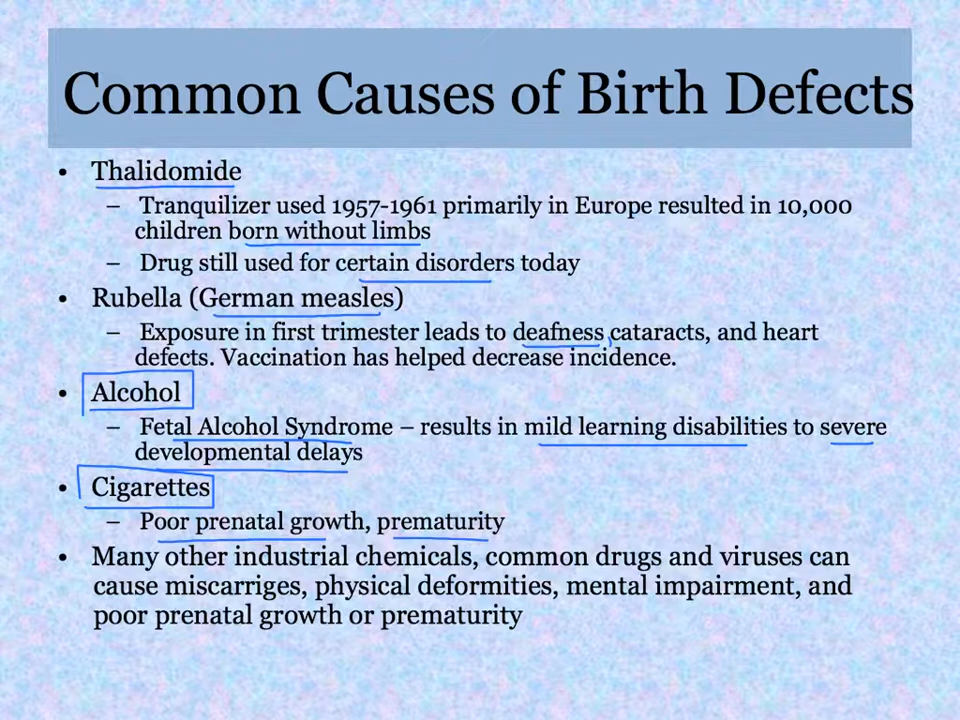 Common Causes of Birth Defects
• Thalidomide
– Tranquilizer used 1957-1961 primarily in Europe resulted in 10,000
children born without limbs
– Drug still used for certain disorders today
• Rubella (German measles)
– Exposure in first trimester leads to deafness,cataracts, and heart
defects. Vaccination has helped decrease incidence.
• Alcohol
– Fetal Alcohol Syndrome – results in mild learning disabilities to severe
developmental delays
• Cigarettes
– Poor prenatal growth, prematurity
• Many other industrial chemicals, common drugs and viruses can
cause miscarriges, physical deformities, mental impairment, and
poor prenatal growth or prematurity